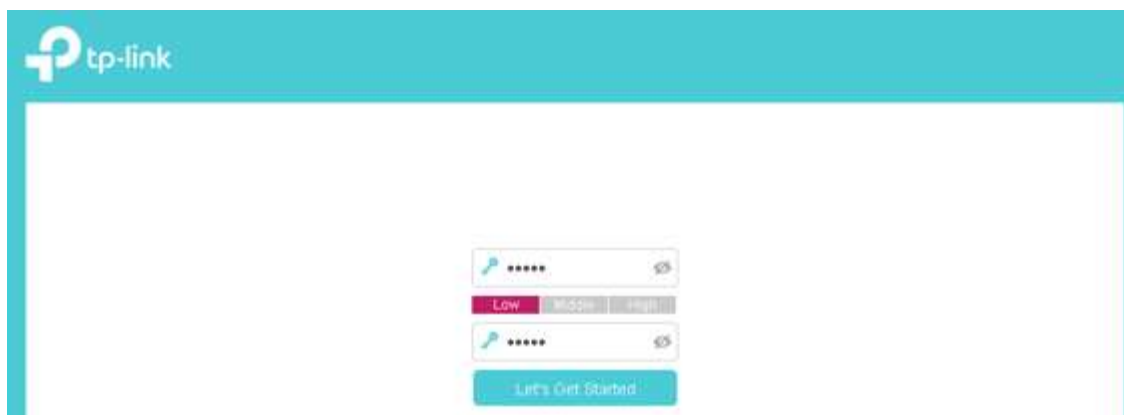 tp-link
•••••
Low Middle High
•••••
Let's Get Started